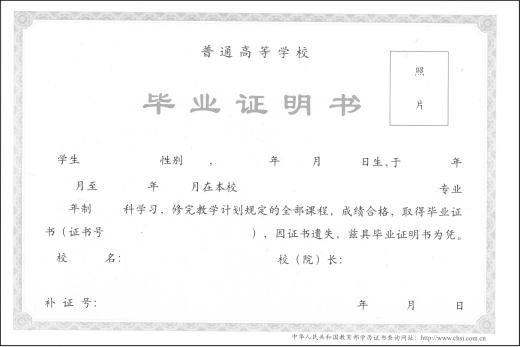 普通高等学校
照
片
毕业证明书
学生 性别 , 年 月 日生,于 年
月至 年 月在本校 专业
年制 科学习,修完教学计划规定的全部课程,成绩合格,取得毕业证
书(证书号 ),因证书遗失,兹具毕业证明书为凭。
校 名: 校(院)长:
补 证 号: 年 月 日
中华人民共和国教育部学历证书查询网址:http://www.chsi.com.cn